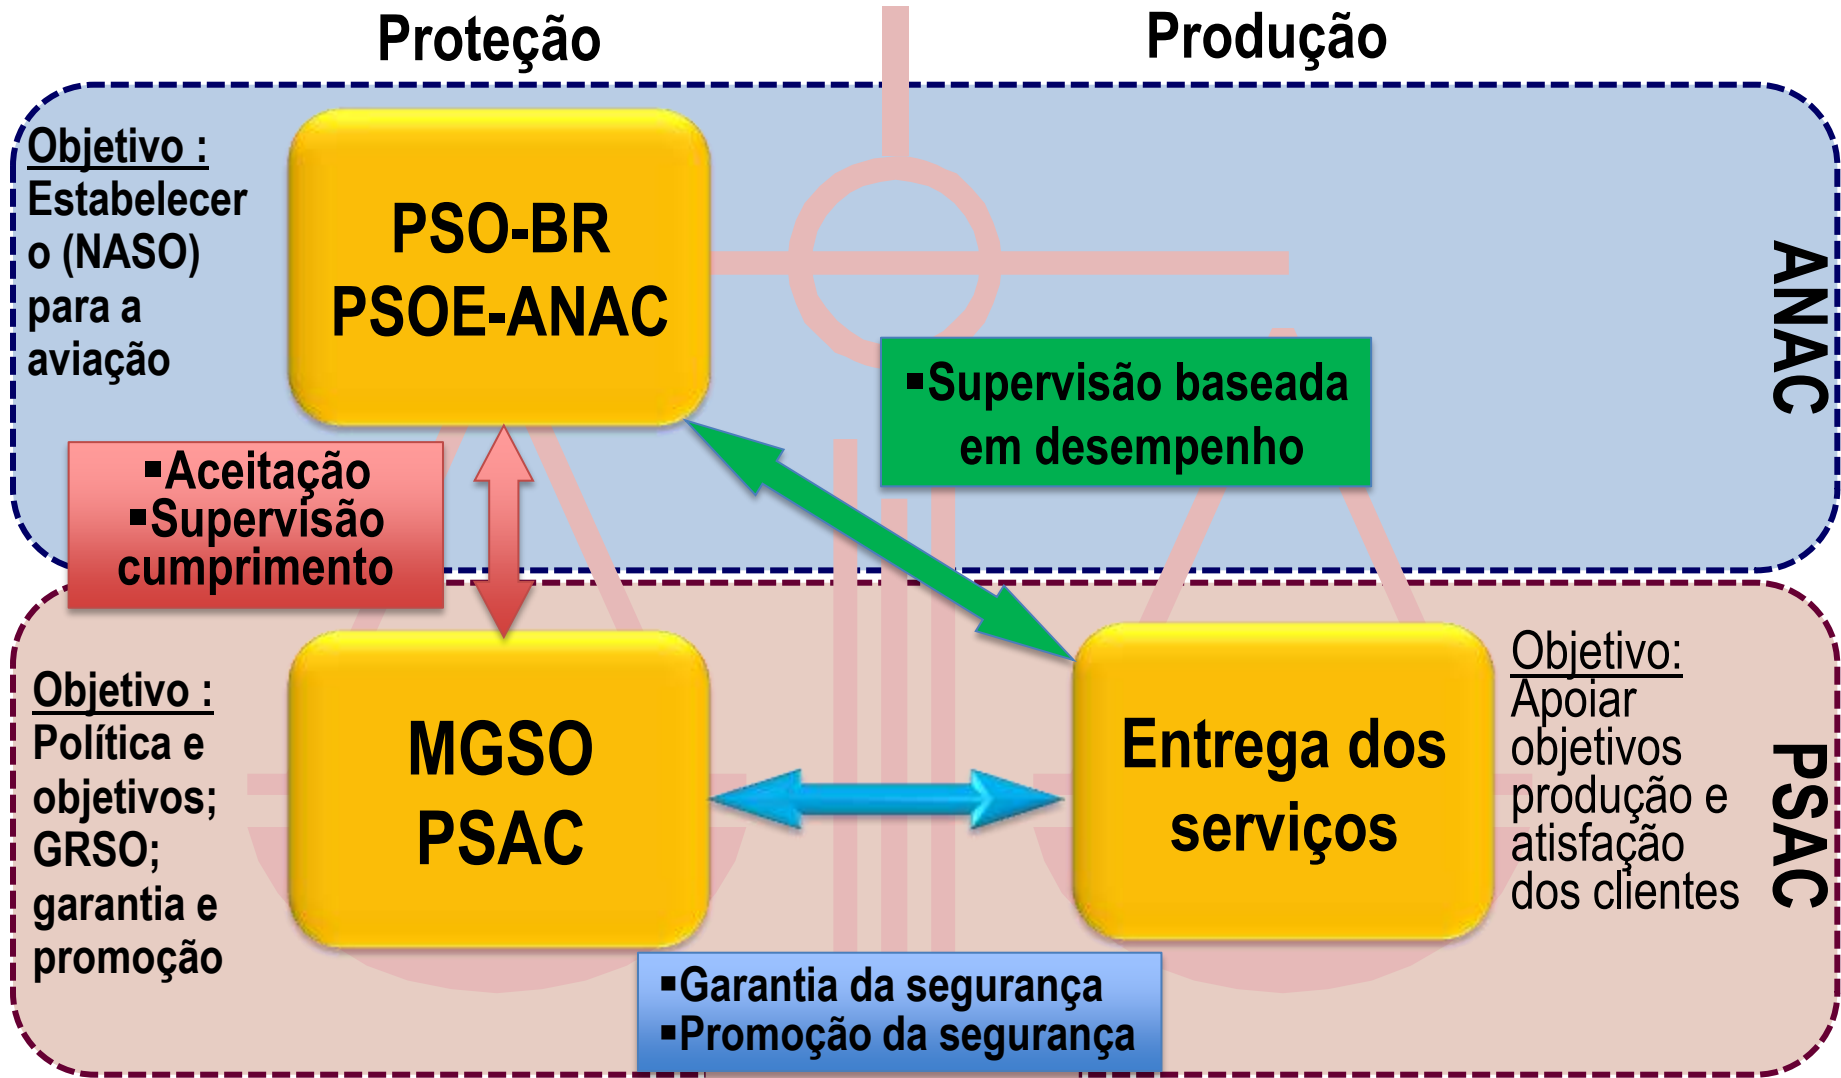 Proteção
Produção
Objetivo :
Estabelecer
o (NASO)
para a
aviação
PSO-BR
PSOE-ANAC
ANAC
▪Supervisão baseada
em desempenho
▪Aceitação
▪Supervisão
cumprimento
Objetivo :
Política e
objetivos;
GRSO;
garantia e
promoção
MGSO
PSAC
Entrega dos
serviços
Objetivo:
Apoiar
objetivos
produção e
atisfação
dos clientes
PSAC
▪Garantia da segurança
▪Promoção da segurança